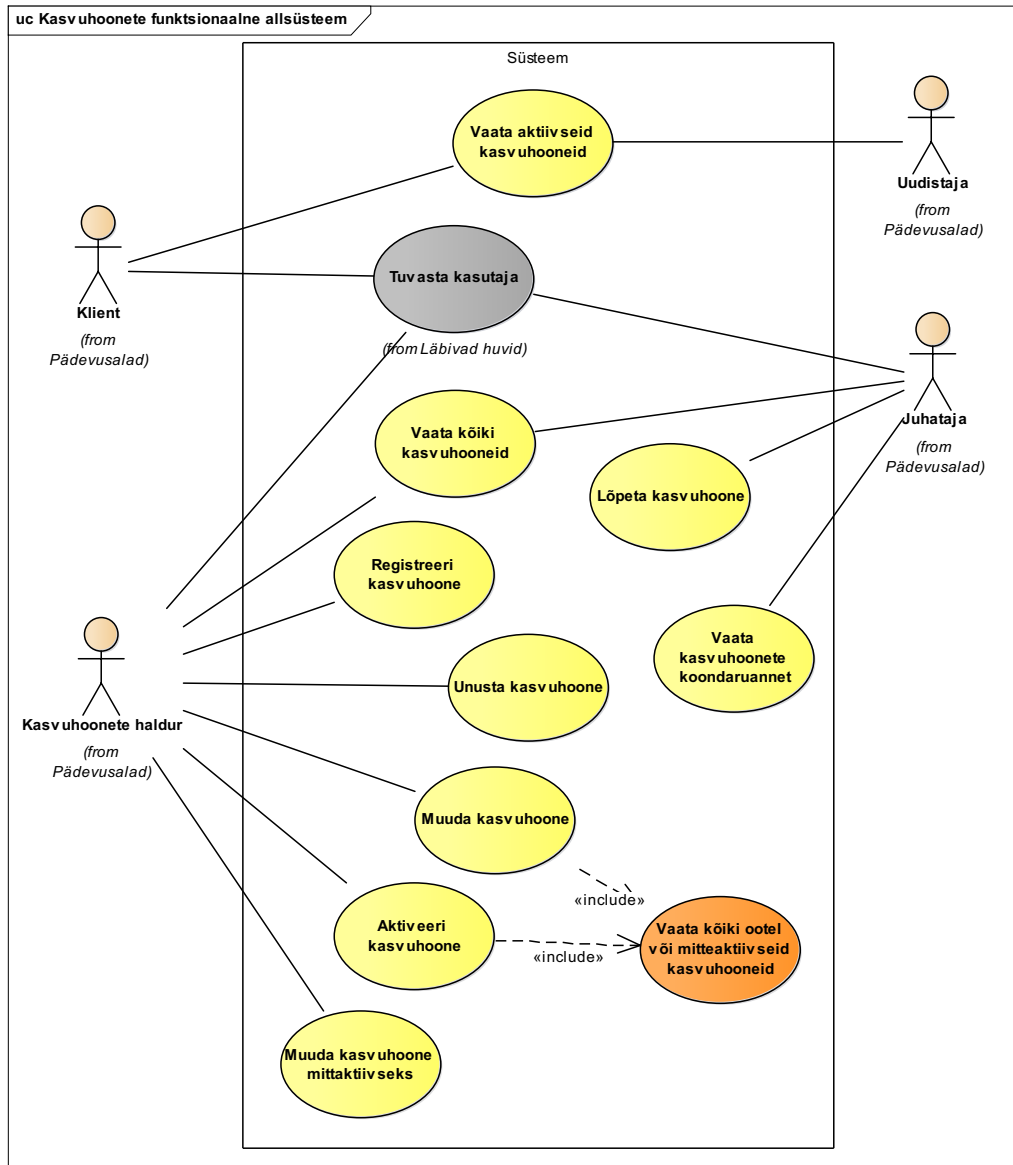 uc Kasvuhoonete funktsionaalne allsüsteem
Süsteem
Vaata aktiivseid
kasvuhooneid
Uudistaja
(from
Pädevusalad)
Klient
(from
Pädevusalad)
Tuvasta kasutaja
(from Läbivad huvid)
Juhataja
(from
Pädevusalad)
Vaata kõiki
kasvuhooneid
Lõpeta kasvuhoone
Registreeri
kasvuhoone
Vaata
kasvuhoonete
koondaruannet
Unusta kasvuhoone
Kasvuhoonete haldur
(from
Pädevusalad)
Muuda kasvuhoone
«include»
Aktiveeri
kasvuhoone
«include»
Vaata kõiki ootel
või mitteaktiivseid
kasvuhooneid
Muuda kasvuhoone
mittaktiivseks